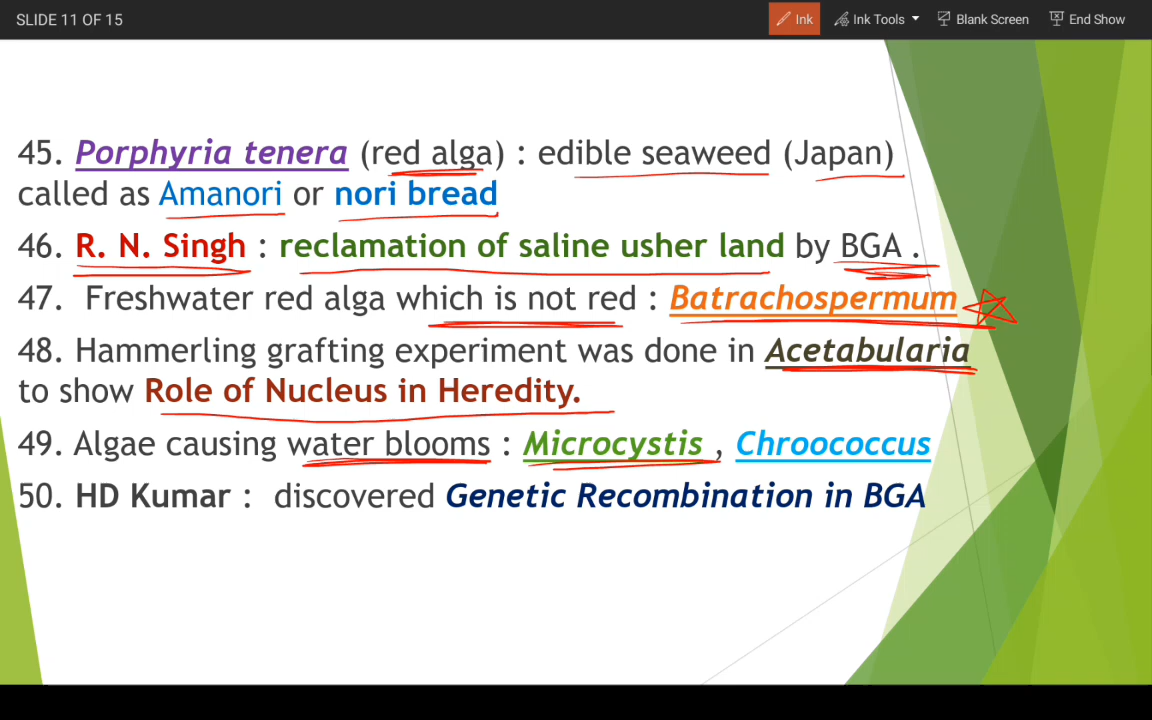 SLIDE 11 OF 15 Ink Ink Tools Blank Screen End Show
45. Porphyria tenera (red alga) : edible seaweed (Japan)
called as Amanori or nori bread
46. R. N. Singh : reclamation of saline usher land by BGA .
47. Freshwater red alga which is not red : Batrachospermum
48. Hammerling grafting experiment was done in Acetabularia
to show Role of Nucleus in Heredity.
49. Algae causing water blooms : Microcystis , Chroococcus
50. HD Kumar : discovered Genetic Recombination in BGA